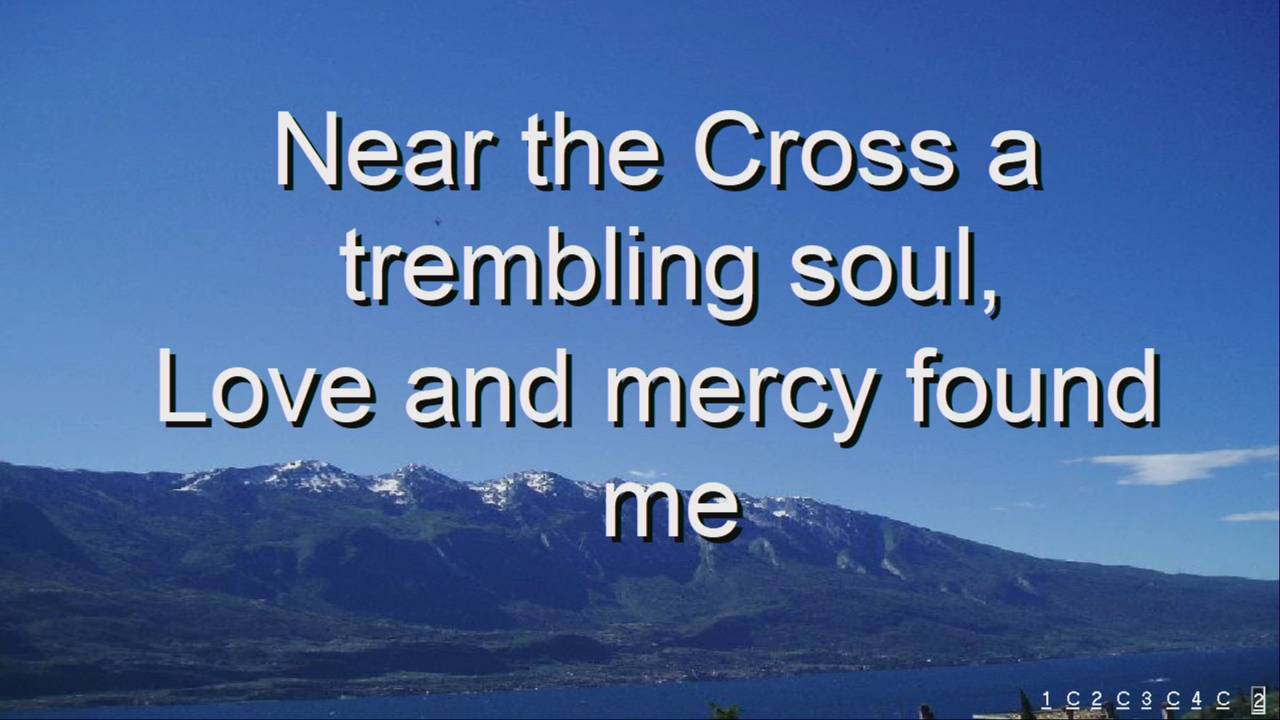 Near the Cross a
trembling soul,
Love and mercy found
me
1 C 2 C 3 C 4 C 2